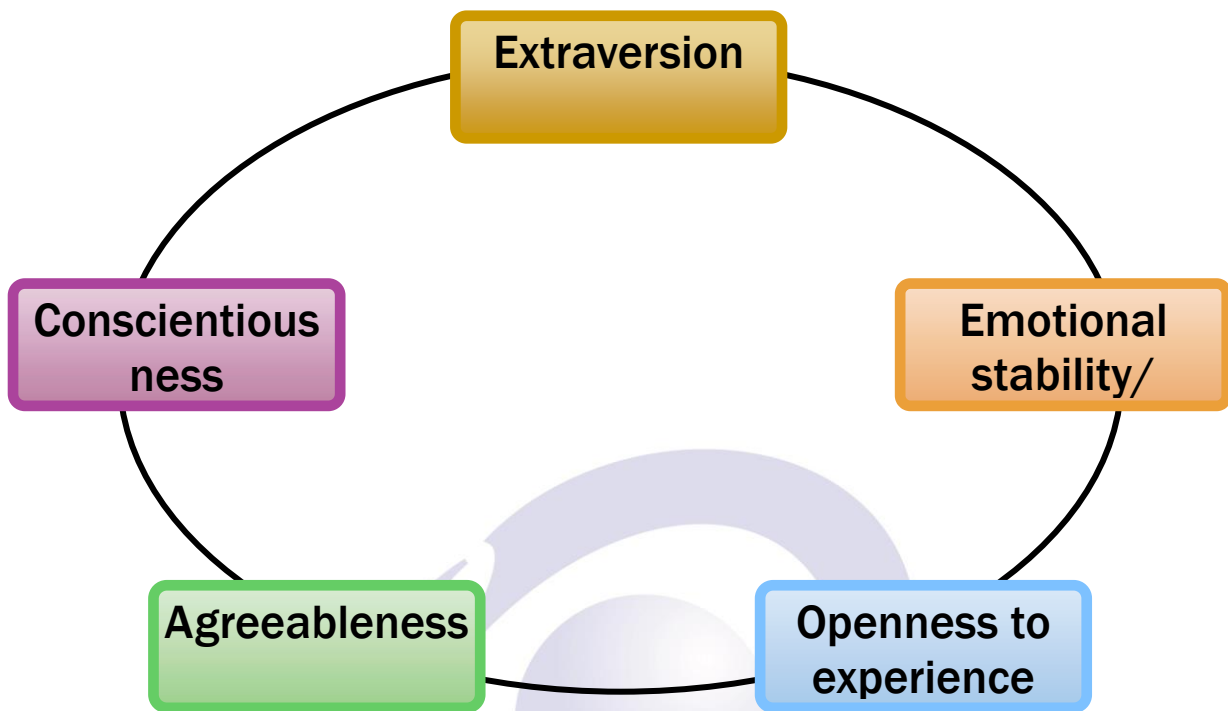 Extraversion
Conscientious
ness
Emotional
stability/
Agreeableness
Openness to
experience